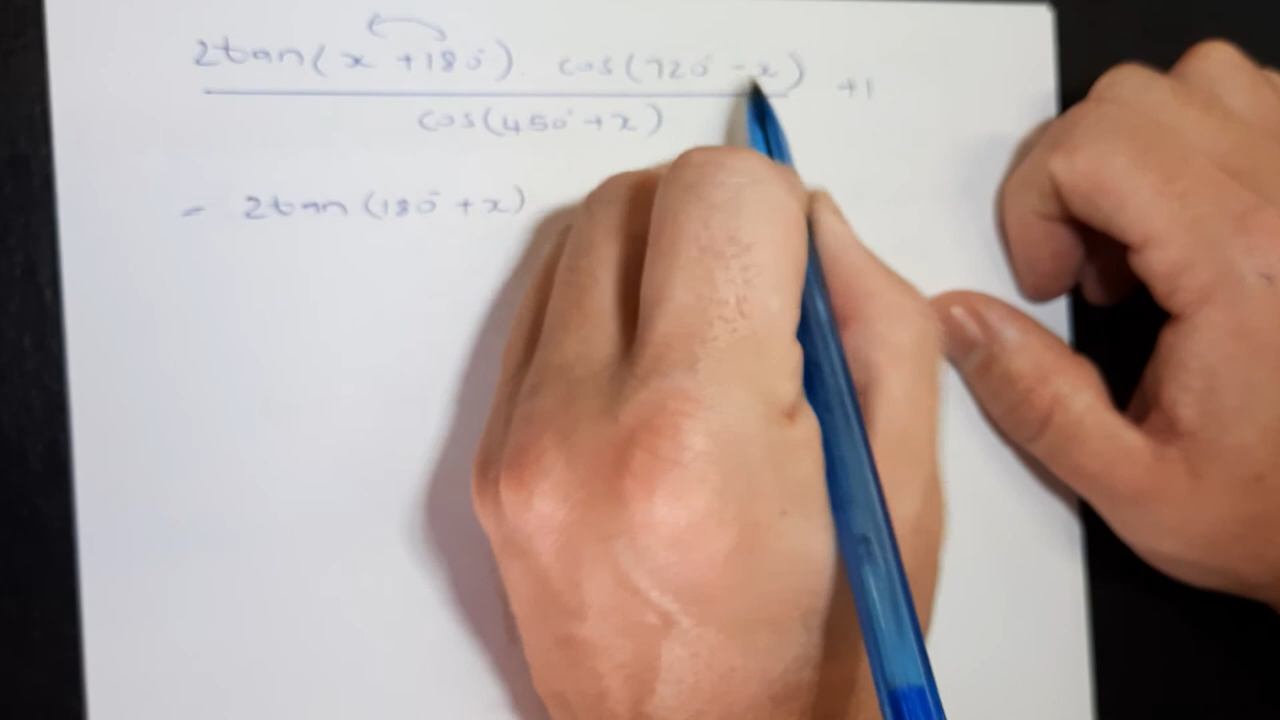 2tan(x +180°) cos(720° -x) +1
cos(450° +x)
= 2tan (180° +x)